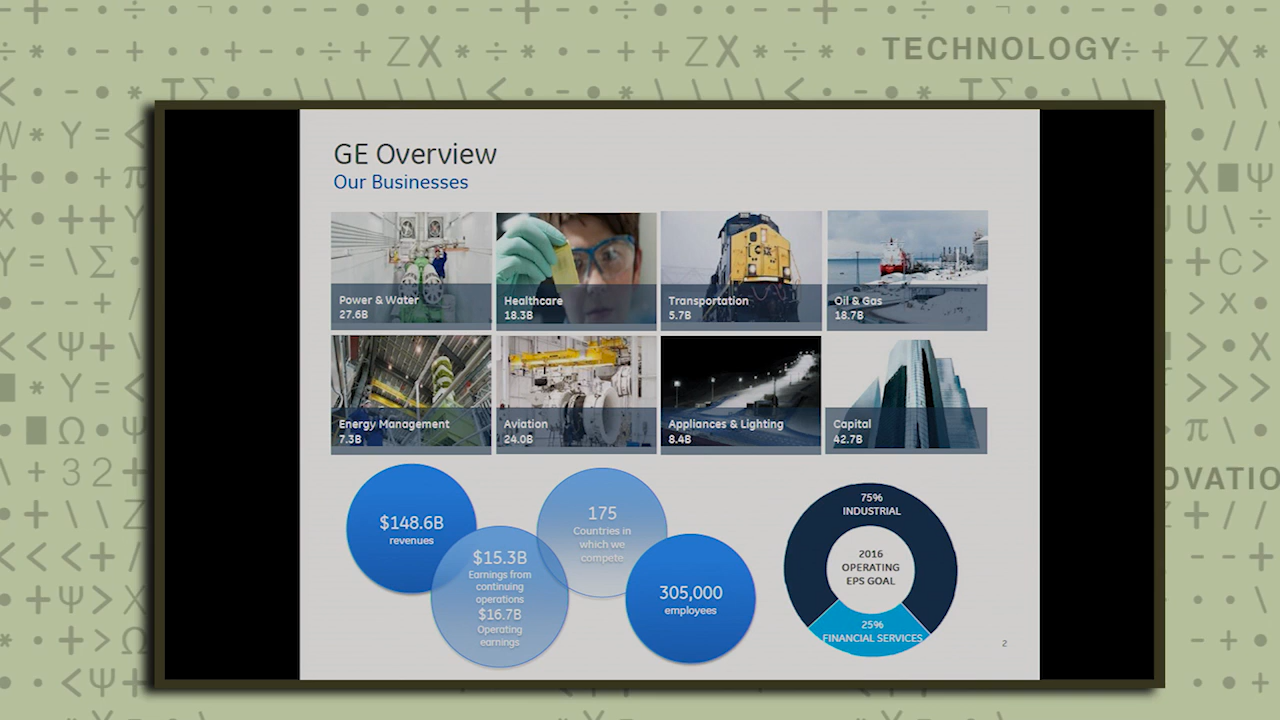 TECHNOLOGY
GE Overview
Our Businesses
Power & Water
27.6B
Healthcare
18.3B
Transportation
5.7B
Oil & Gas
18.7B
Energy Management
7.3B
Aviation
24.0B
Appliances & Lighting
8.4B
Capital
42.7B
$148.6B
revenues
$15.3B
Earnings from
continuing
operations
$16.7B
Operating
earnings
175
Countries in
which we
compete
305,000
employees
75%
INDUSTRIAL
2016
OPERATING
EPS GOAL
25%
FINANCIAL SERVICES
2
OVATIO